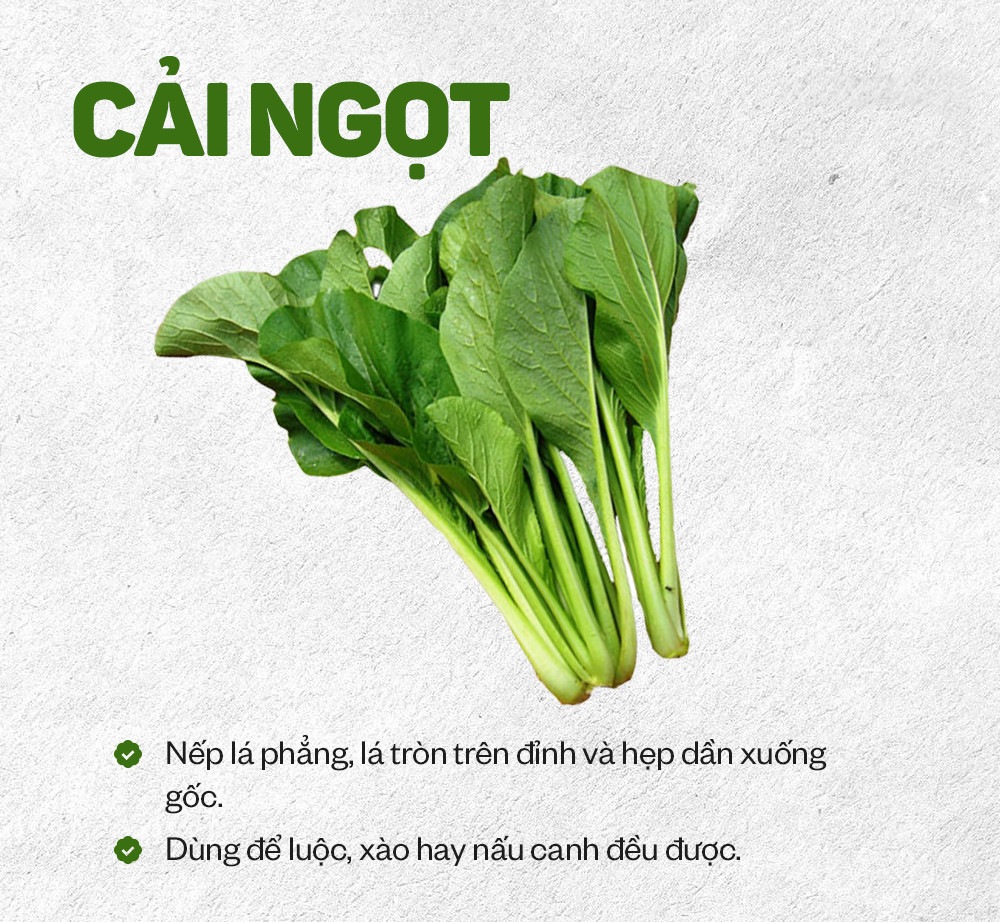 CẢI NGỌT
Nếp lá phẳng, lá tròn trên đỉnh và hẹp dần xuống
gốc.
Dùng để luộc, xào hay nấu canh đều được.